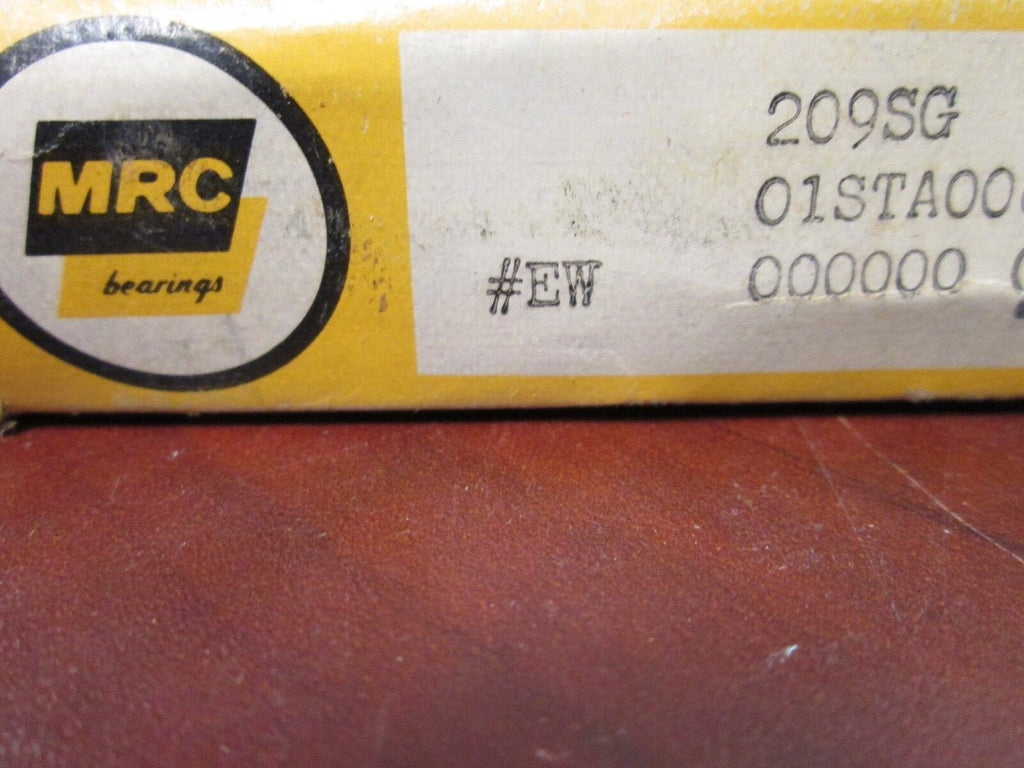 MRC
bearings
209SG
01STA00
#EW 000000